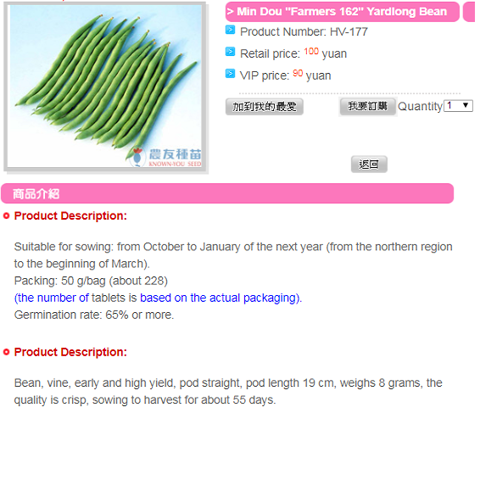 > Min Dou "Farmers 162" Yardlong Bean
Product Number: HV-177
Retail price: 100 yuan
VIP price: 90 yuan
加到我的最愛 我要訂購 Quantity 1
農友種苗
KNOWN-YOU SEED
返回
商品介紹
Product Description:
Suitable for sowing: from October to January of the next year (from the northern region
to the beginning of March).
Packing: 50 g/bag (about 228)
(the number of tablets is based on the actual packaging).
Germination rate: 65% or more.
Product Description:
Bean, vine, early and high yield, pod straight, pod length 19 cm, weighs 8 grams, the
quality is crisp, sowing to harvest for about 55 days.